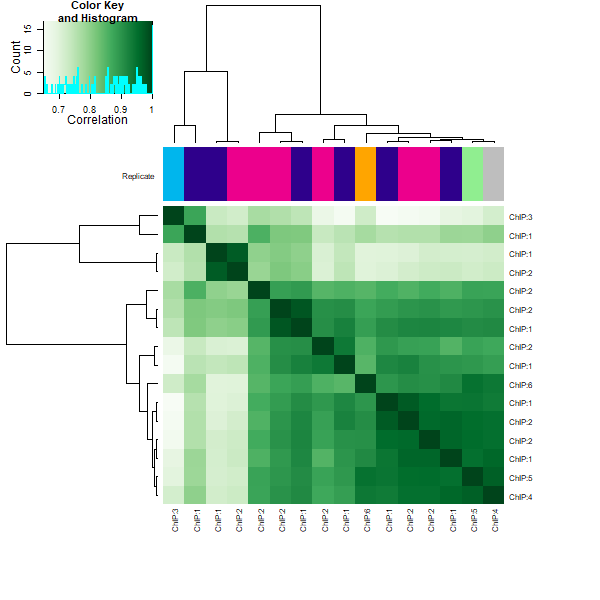 Color Key
and Histogram
Count
0 5 10 15
0.7 0.8 0.9 1
Correlation
Replicate
ChIP:3
ChIP:1
ChIP:1
ChIP:2
ChIP:2
ChIP:2
ChIP:1
ChIP:2
ChIP:1
ChIP:6
ChIP:1
ChIP:2
ChIP:2
ChIP:1
ChIP:5
ChIP:4
ChIP:3
ChIP:1
ChIP:1
ChIP:2
ChIP:2
ChIP:2
ChIP:1
ChIP:2
ChIP:1
ChIP:6
ChIP:1
ChIP:2
ChIP:2
ChIP:1
ChIP:5
ChIP:4